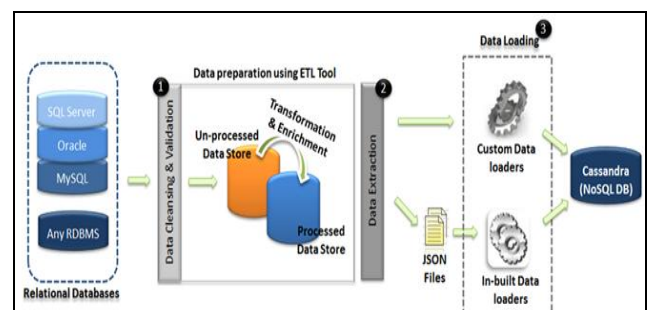 SQL Server
Oracle
MySQL
Any RDBMS
Relational Databases
1
Data Cleansing & Validation
Data preparation using ETL Tool
Un-processed
Data Store
Transformation
& Enrichment
Processed
Data Store
2
Data Extraction
JSON
Files
Data Loading
3
Custom Data
loaders
In-built Data
loaders
Cassandra
(NoSQL DB)